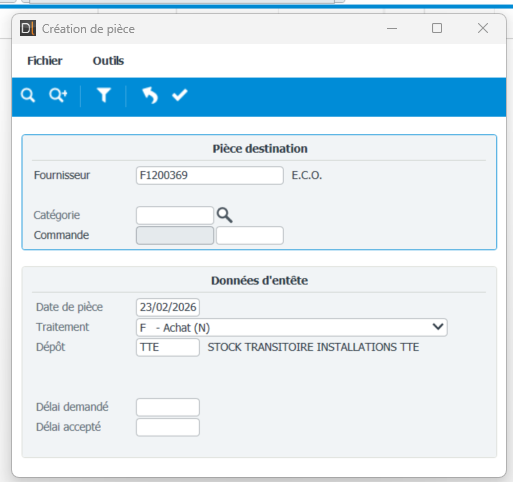 Création de pièce
Fichier Outils
Pièce destination
Fournisseur F1200369 E.C.O.
Catégorie
Commande
Données d'entête
Date de pièce 23/02/2026
Traitement F - Achat (N)
Dépôt TTE STOCK TRANSITOIRE INSTALLATIONS TTE
Délai demandé
Délai accepté